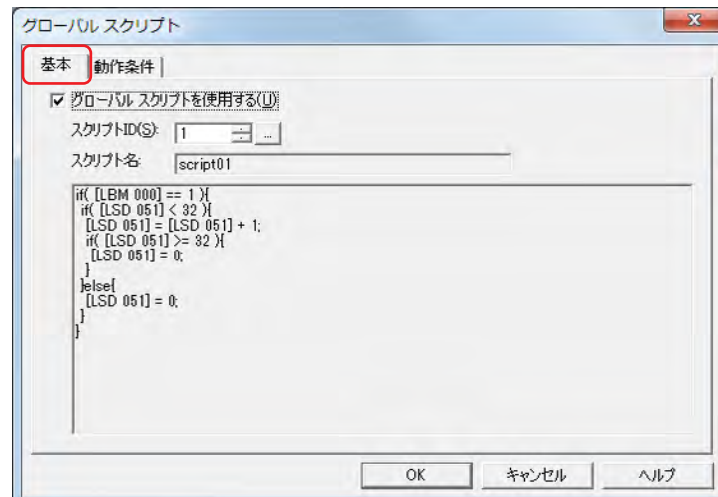 グローバル スクリプト
基本 動作条件
グローバル スクリプトを使用する(U)
スクリプトID(S): 1 ...
スクリプト名: script01
if( [LBM 000] == 1 ){
if( [LSD 051] < 32 ){
[LSD 051] = [LSD 051] + 1;
if( [LSD 051] >= 32 ){
[LSD 051] = 0;
}
}else{
[LSD 051] = 0;
}
}
OK キャンセル ヘルプ